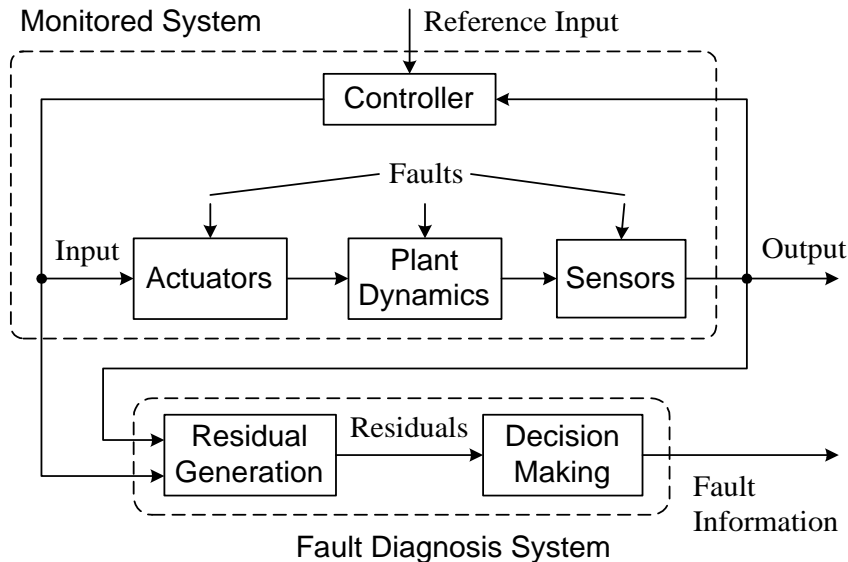 Monitored System
Reference Input
Controller
Faults
Input
Actuators
Plant
Dynamics
Sensors
Output
Residual
Generation
Residuals
Decision
Making
Fault
Information
Fault Diagnosis System